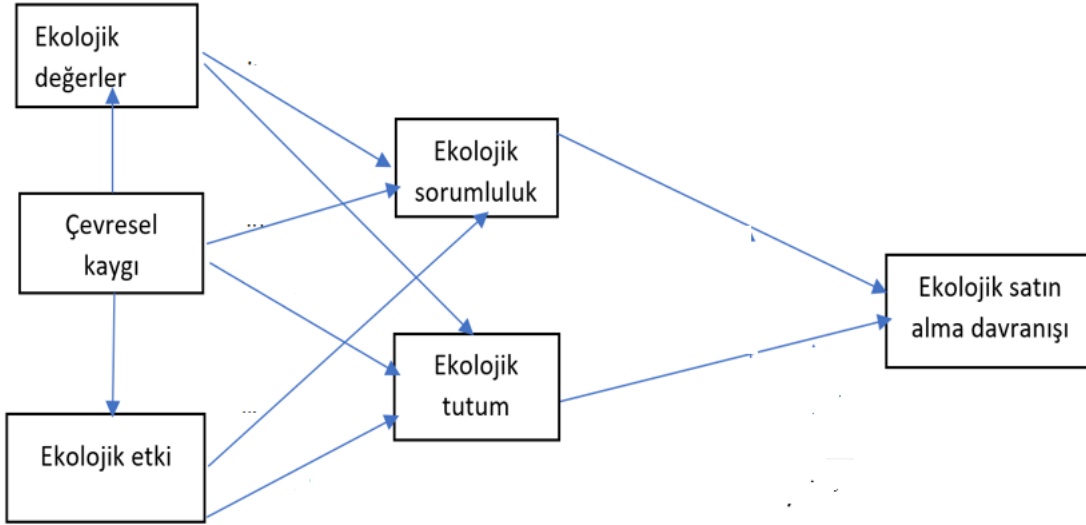 Ekolojik
değerler
Çevresel
kaygı
Ekolojik etki
Ekolojik
sorumluluk
Ekolojik
tutum
Ekolojik satın
alma davranışı